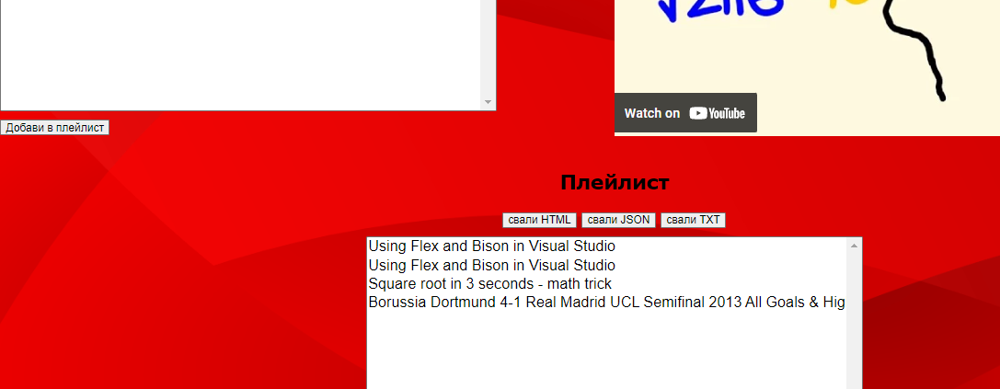 √2116
Watch on YouTube
Добави в плейлист
Плейлист
свали HTML свали JSON свали TXT
Using Flex and Bison in Visual Studio
Using Flex and Bison in Visual Studio
Square root in 3 seconds - math trick
Borussia Dortmund 4-1 Real Madrid UCL Semifinal 2013 All Goals & Hig